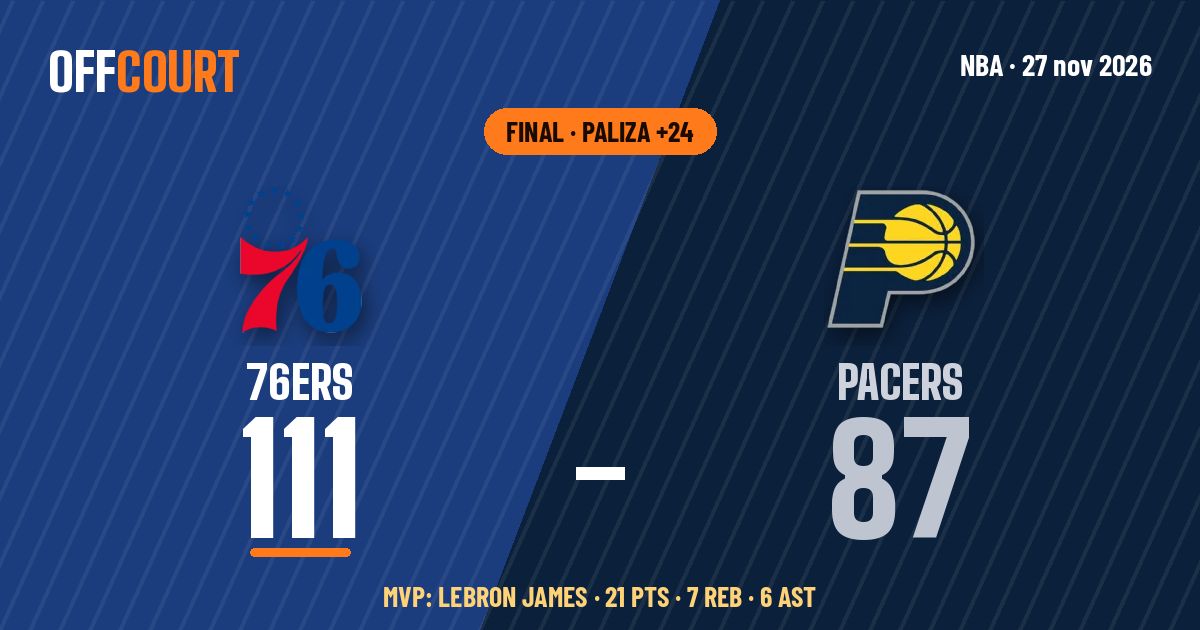 OFFCOURT
NBA · 27 nov 2026
FINAL · PALIZA +24
76
76ERS
PACERS
111
–
87
MVP: LEBRON JAMES · 21 PTS · 7 REB · 6 AST